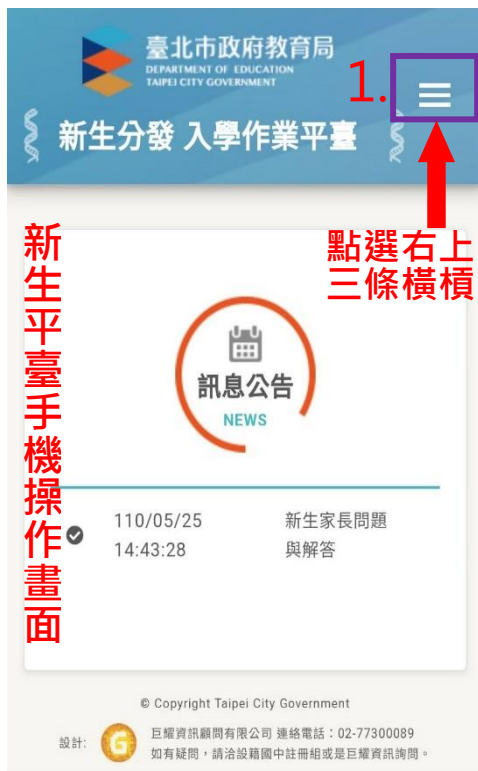 臺北市政府教育局
DEPARTMENT OF EDUCATION
TAIPEI CITY GOVERNMENT
1.
新生分發 入學作業平臺
點選右上
三條橫槓
新生平臺手機操作畫面
訊息公告
NEWS
110/05/25
14:43:28
新生家長問題
與解答
© Copyright Taipei City Government
設計:
G
巨耀資訊顧問有限公司 連絡電話：02-77300089
如有疑問，請洽設籍國中註冊組或是巨耀資訊詢問。